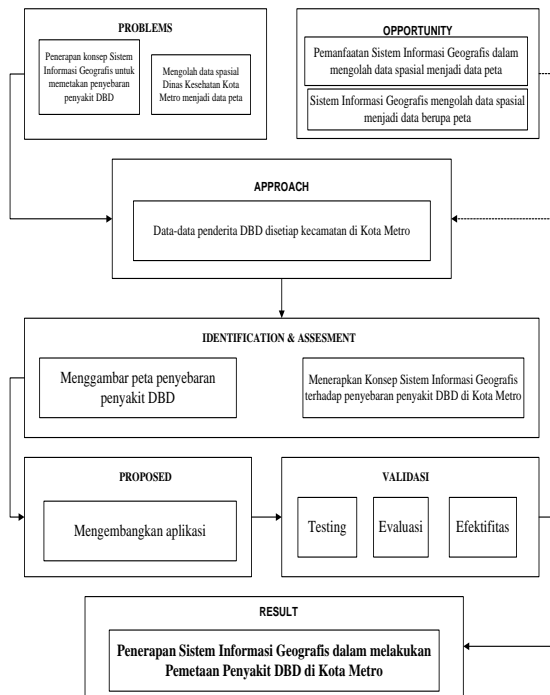 PROBLEMS
Penerapan konsep Sistem
Informasi Geografis untuk
memetakan penyebaran
penyakit DBD
Mengolah data spasial
Dinas Kesehatan Kota
Metro menjadi data peta
OPPORTUNITY
Pemanfaatan Sistem Informasi Geografis dalam
mengolah data spasial menjadi data peta
Sistem Informasi Geografis mengolah data spasial
menjadi data berupa peta
APPROACH
Data-data penderita DBD disetiap kecamatan di Kota Metro
IDENTIFICATION & ASSESMENT
Menggambar peta penyebaran
penyakit DBD
Menerapkan Konsep Sistem Informasi Geografis
terhadap penyebaran penyakit DBD di Kota Metro
PROPOSED
Mengembangkan aplikasi
VALIDASI
Testing
Evaluasi
Efektifitas
RESULT
Penerapan Sistem Informasi Geografis dalam melakukan
Pemetaan Penyakit DBD di Kota Metro